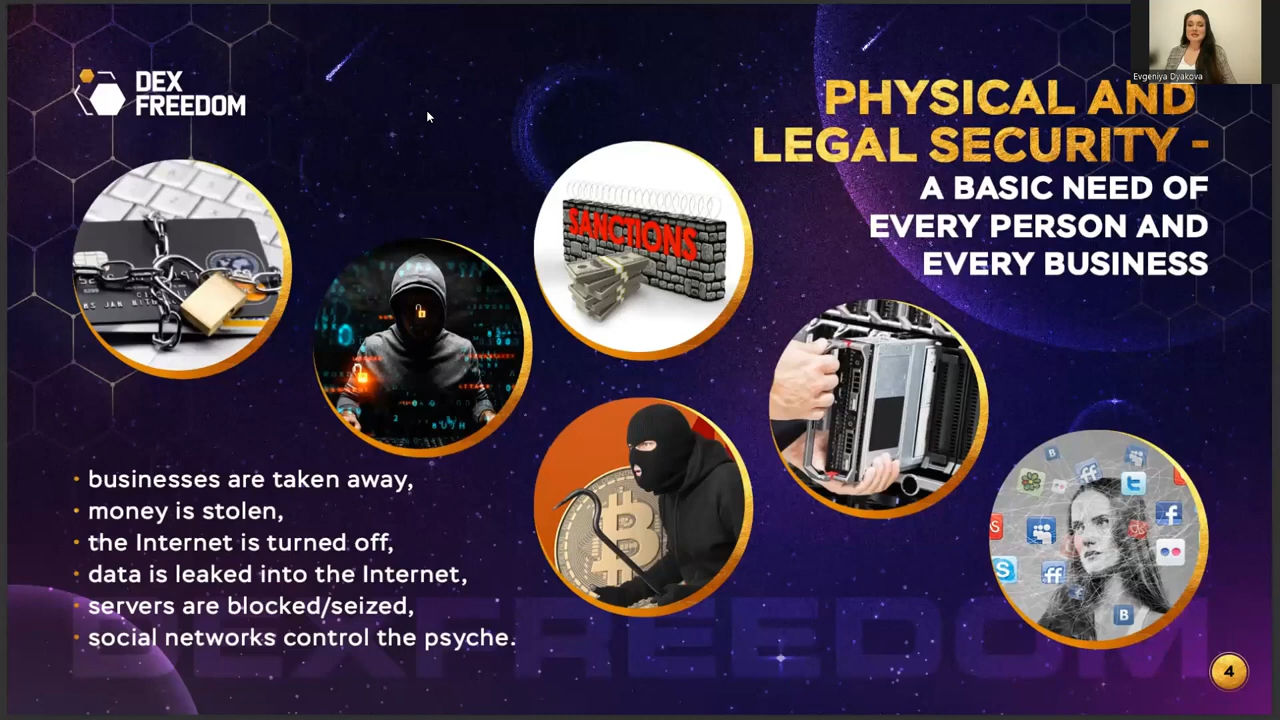 Evgeniya Dyakova
DEX
FREEDOM
PHYSICAL AND
LEGAL SECURITY -
A BASIC NEED OF
EVERY PERSON AND
EVERY BUSINESS
SANCTIONS
• businesses are taken away,
• money is stolen,
• the Internet is turned off,
• data is leaked into the Internet,
• servers are blocked/seized,
• social networks control the psyche.
DEXFREEDOM
4